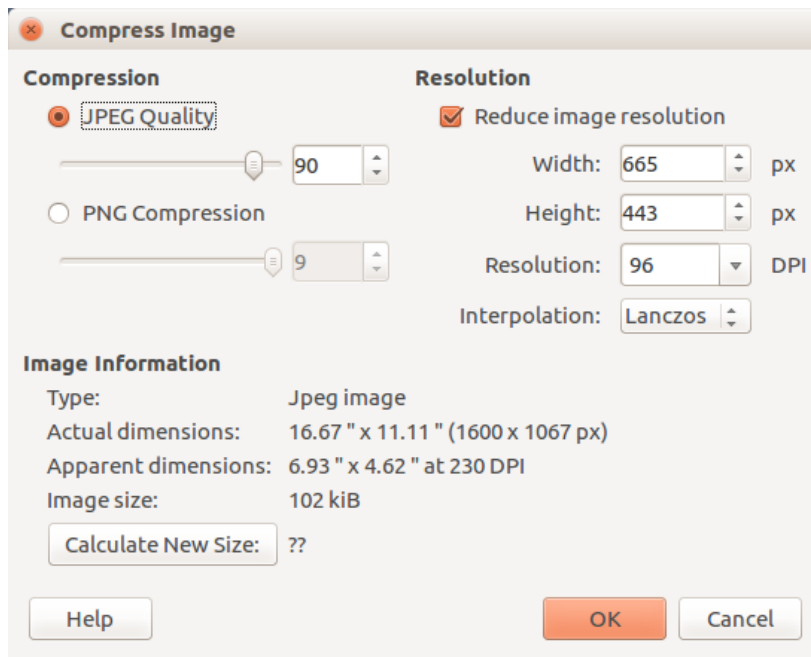 Compress Image
Compression
JPEG Quality
90
PNG Compression
9
Resolution
Reduce image resolution
Width: 665 px
Height: 443 px
Resolution: 96 DPI
Interpolation: Lanczos
Image Information
Type: Jpeg image
Actual dimensions: 16.67 " x 11.11 " (1600 x 1067 px)
Apparent dimensions: 6.93 " x 4.62 " at 230 DPI
Image size: 102 kiB
Calculate New Size: ??
Help OK Cancel